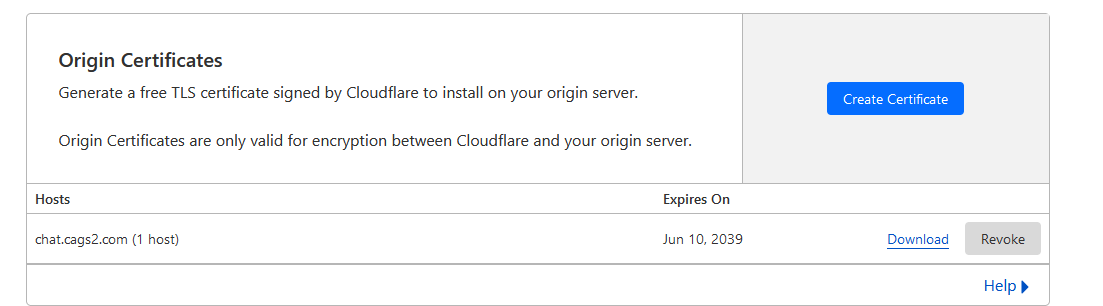 Origin Certificates
Generate a free TLS certificate signed by Cloudflare to install on your origin server.
Create Certificate
Origin Certificates are only valid for encryption between Cloudflare and your origin server.
Hosts Expires On
chat.cags2.com (1 host) Jun 10, 2039 Download Revoke
Help